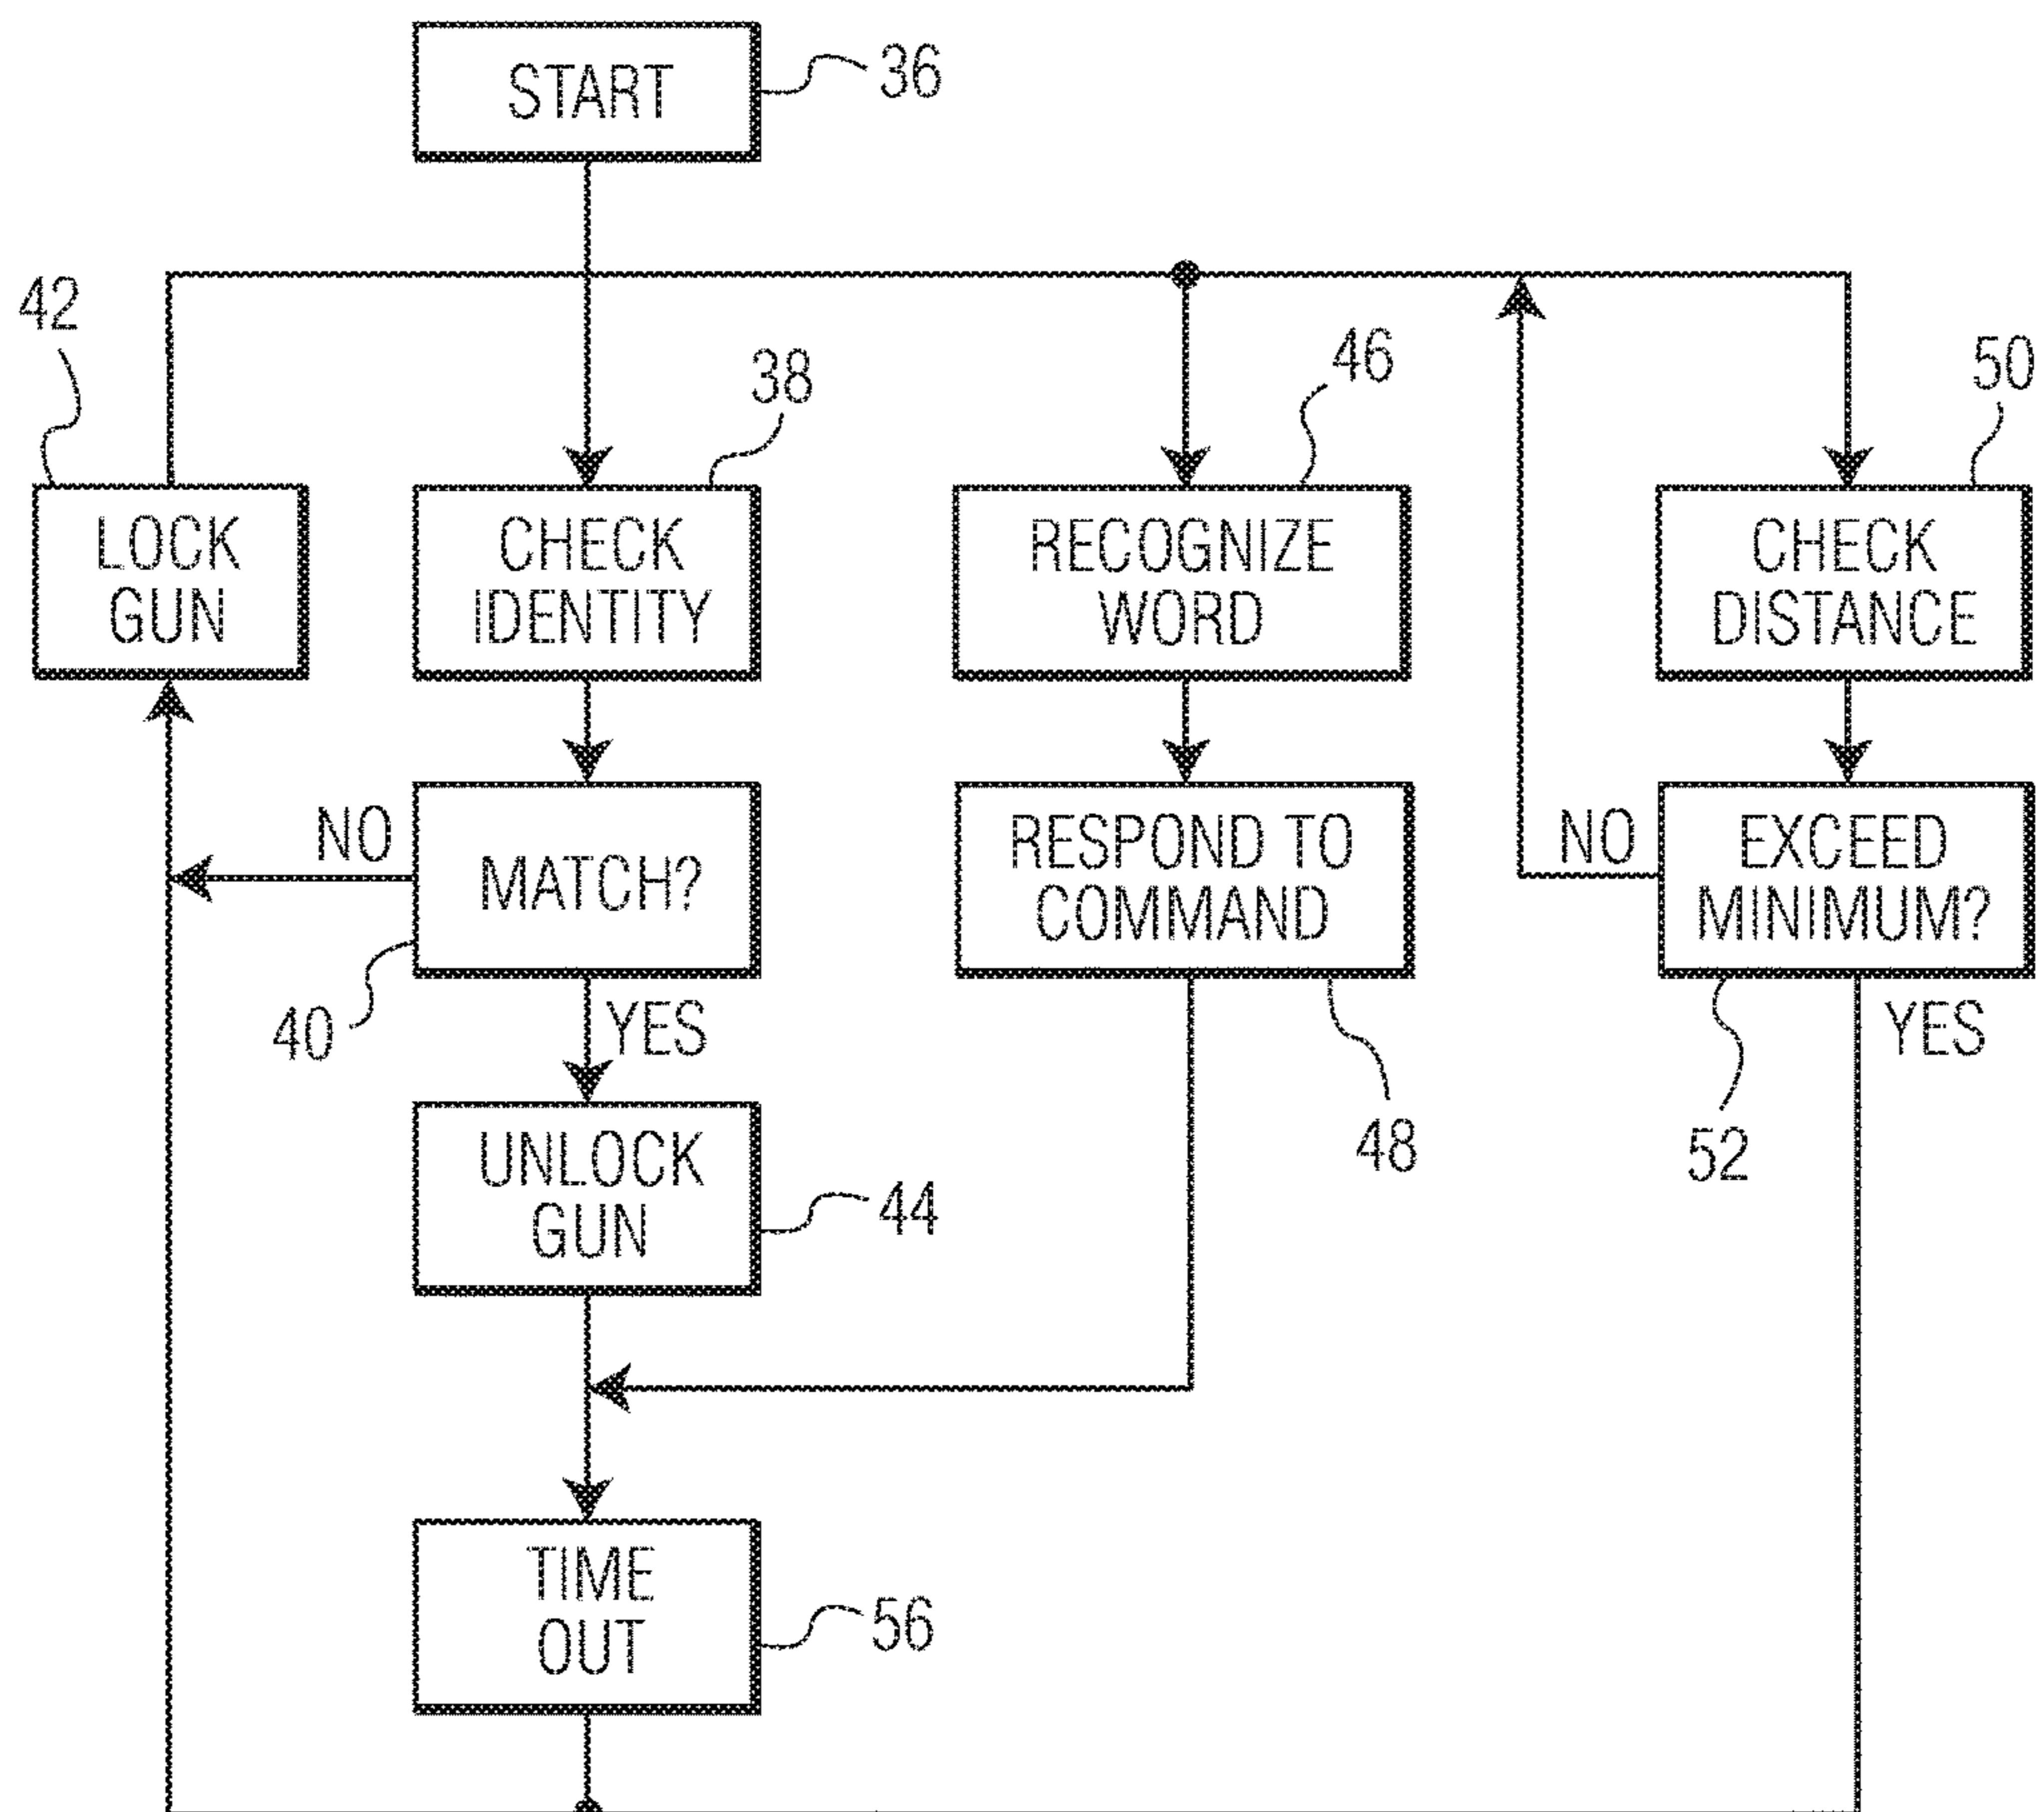 START
36
42
38
46
50
LOCK
GUN
CHECK
IDENTITY
RECOGNIZE
WORD
CHECK
DISTANCE
NO
MATCH?
RESPOND TO
COMMAND
NO
EXCEED
MINIMUM?
40
YES
YES
48
52
UNLOCK
GUN
44
TIME
OUT
56